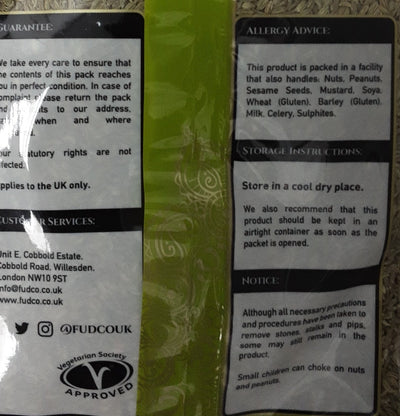 GUARANTEE:
We take every care to ensure that
the contents of this pack reaches
you in perfect condition. In case of
complaint please return the pack
and to our address,
when and where
statutory rights are not
Applies to the UK only.
CUSTOMER SERVICES:
Unit E, Cobbold Estate,
Cobbold Road, Willesden,
London NW10 9ST
info@fudco.co.uk
www.fudco.co.uk
@FUDCOUK
Vegetarian Society
APPROVED
ALLERGY ADVICE:
This product is packed in a facility
that also handles: Nuts, Peanuts,
Sesame Seeds, Mustard, Soya,
Wheat (Gluten), Barley (Gluten),
Milk, Celery, Sulphites.
STORAGE INSTRUCTIONS:
Store in a cool dry place.
We also recommend that this
product should be kept in an
airtight container as soon as the
packet is opened.
NOTICE:
Although all necessary precautions
and procedures have been taken to
remove stones, stalks and pips,
some may still remain in the
product.
Small children can choke on nuts
and peanuts.